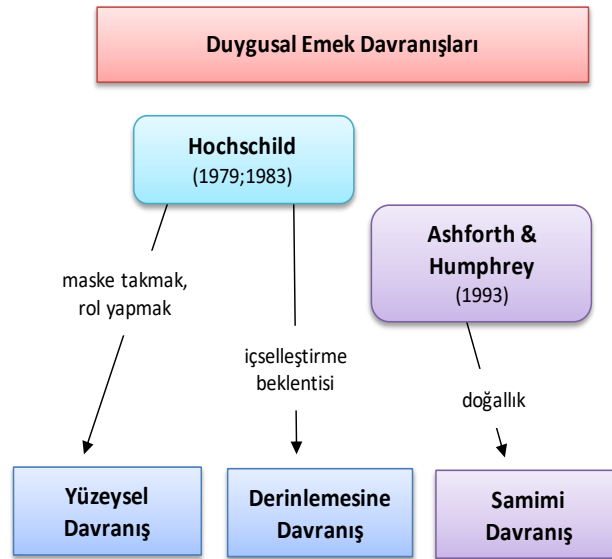 Duygusal Emek Davranışları
Hochschild
(1979;1983)
Ashforth &
Humphrey
(1993)
maske takmak,
rol yapmak
içselleştirme
beklentisi
doğallık
Yüzeysel
Davranış
Derinlemesine
Davranış
Samimi
Davranış